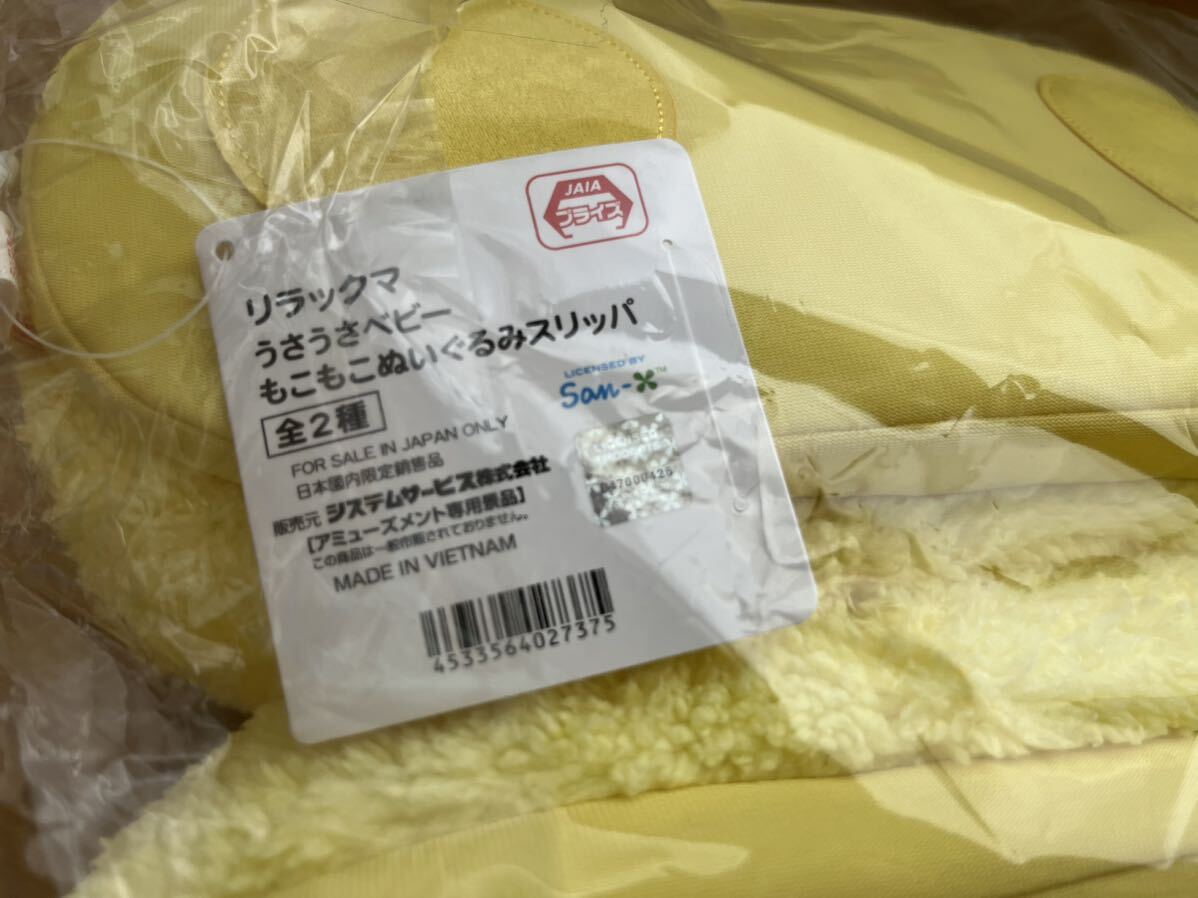 JAIA
プライズ
リラックマ
うさうさベビー
もこもこぬいぐるみスリッパ
全2種
LICENSED BY
San-X™
FOR SALE IN JAPAN ONLY
日本国内限定銷售品
販売元 システムサービス株式会社
[アミューズメント専用景品]
この商品は一般市販されておりません。
MADE IN VIETNAM
4533564027375